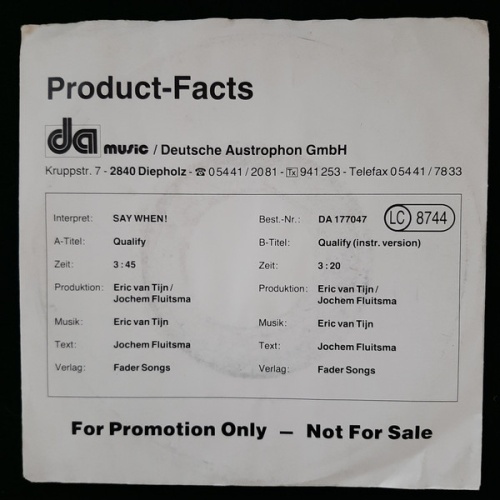 Product-Facts
da music / Deutsche Austrophon GmbH
Kruppstr. 7 - 2840 Diepholz - ☎ 05441/2081 - Tx 941253 - Telefax 05441/7833
Interpret: SAY WHEN! Best.-Nr.: DA 177047 LC 8744
A-Titel: Qualify B-Titel: Qualify (instr. version)
Zeit: 3:45 Zeit: 3:20
Produktion: Eric van Tijn / Produktion: Eric van Tijn /
Jochem Fluitsma Jochem Fluitsma
Musik: Eric van Tijn Musik: Eric van Tijn
Text: Jochem Fluitsma Text: Jochem Fluitsma
Verlag: Fader Songs Verlag: Fader Songs
For Promotion Only — Not For Sale